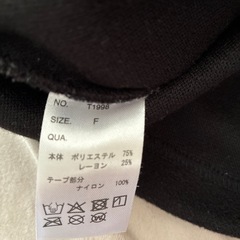 NO. T1998
SIZE. F
QUA.
本体 ポリエステル 75%
レーヨン 25%
テープ部分
ナイロン 100%